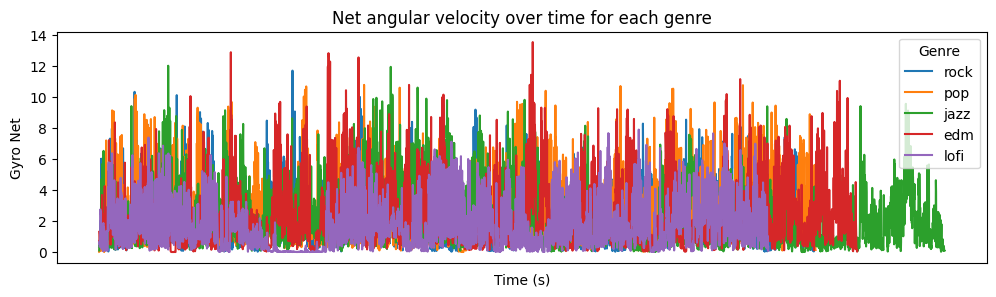 Net angular velocity over time for each genre
Gyro Net
14
12
10
8
6
4
2
0
Time (s)
Genre
rock
pop
jazz
edm
lofi